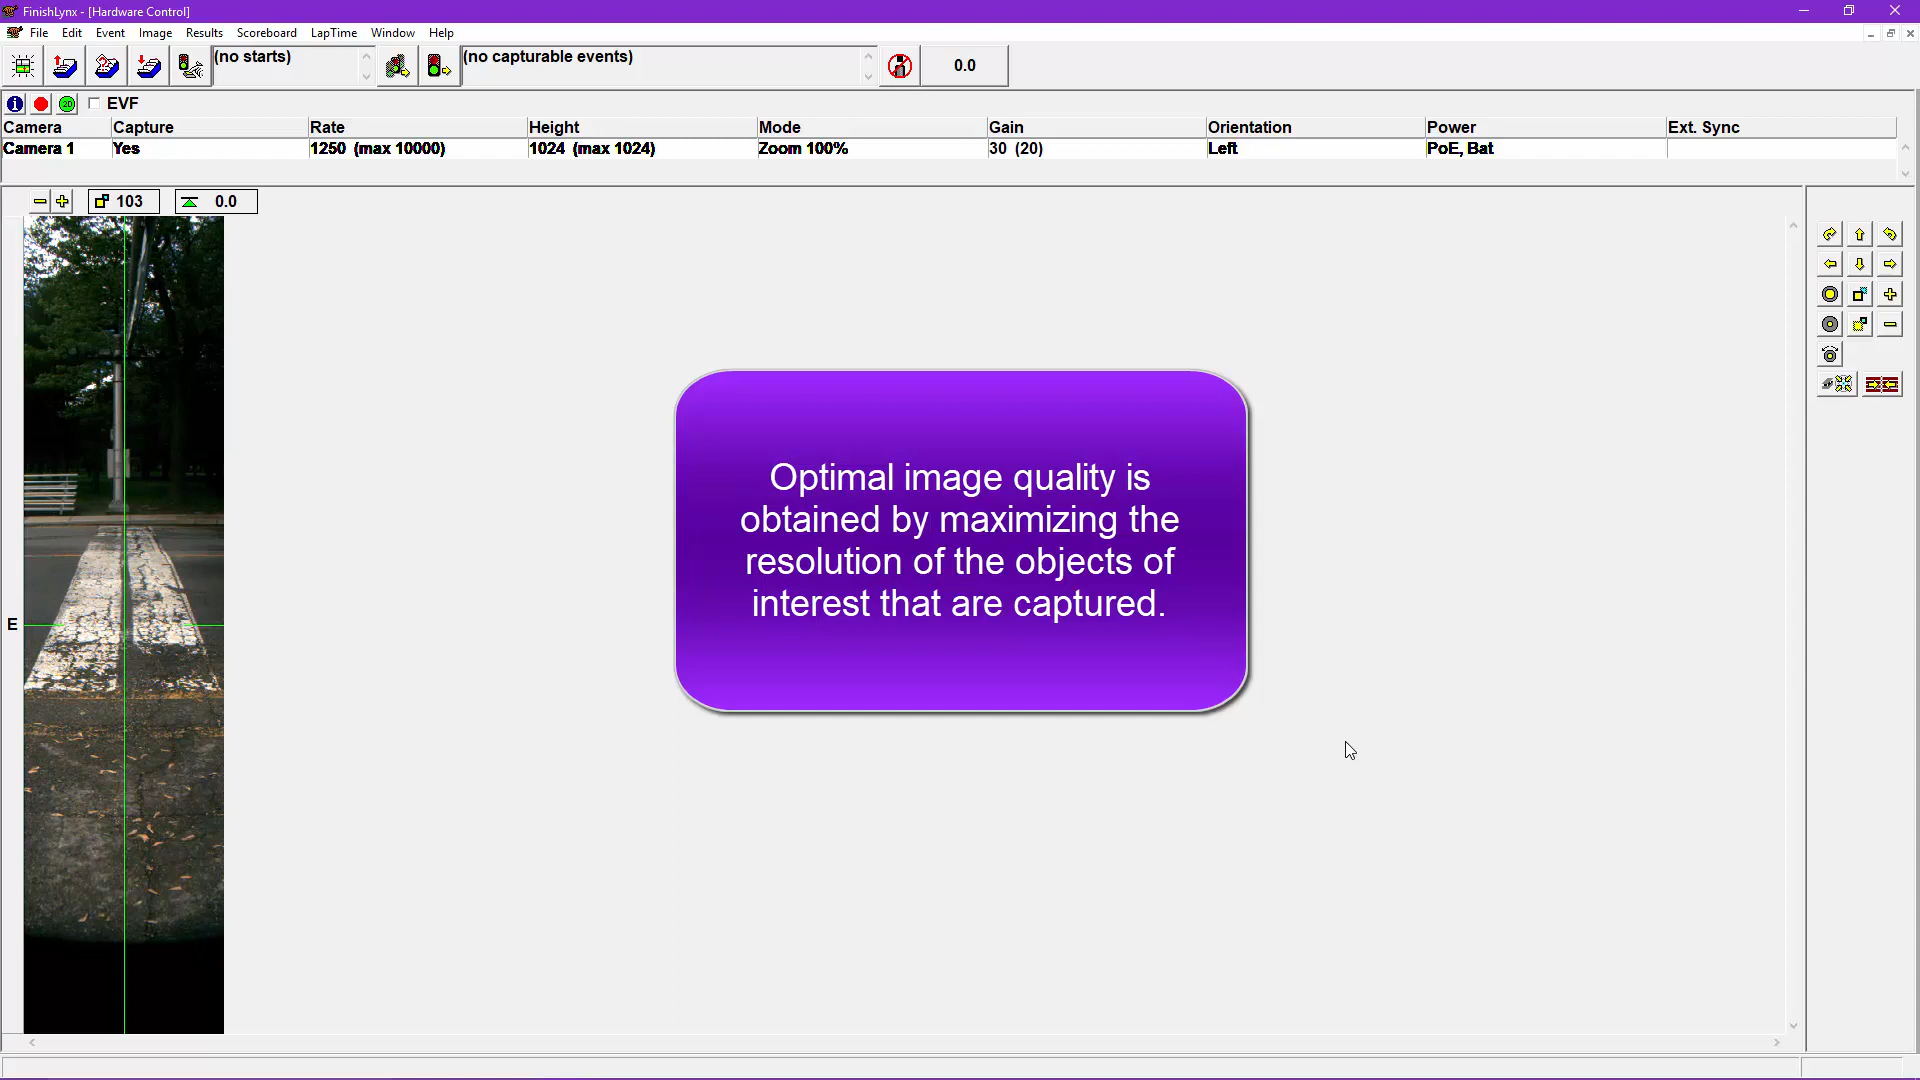 FinishLynx - [Hardware Control]
File Edit Event Image Results Scoreboard LapTime Window Help
(no starts) (no capturable events) 0.0
EVF
Camera Capture Rate Height Mode Gain Orientation Power Ext. Sync
Camera 1 Yes 1250 (max 10000) 1024 (max 1024) Zoom 100% 30 (20) Left PoE, Bat
103 0.0
Optimal image quality is
obtained by maximizing the
resolution of the objects of
interest that are captured.
E